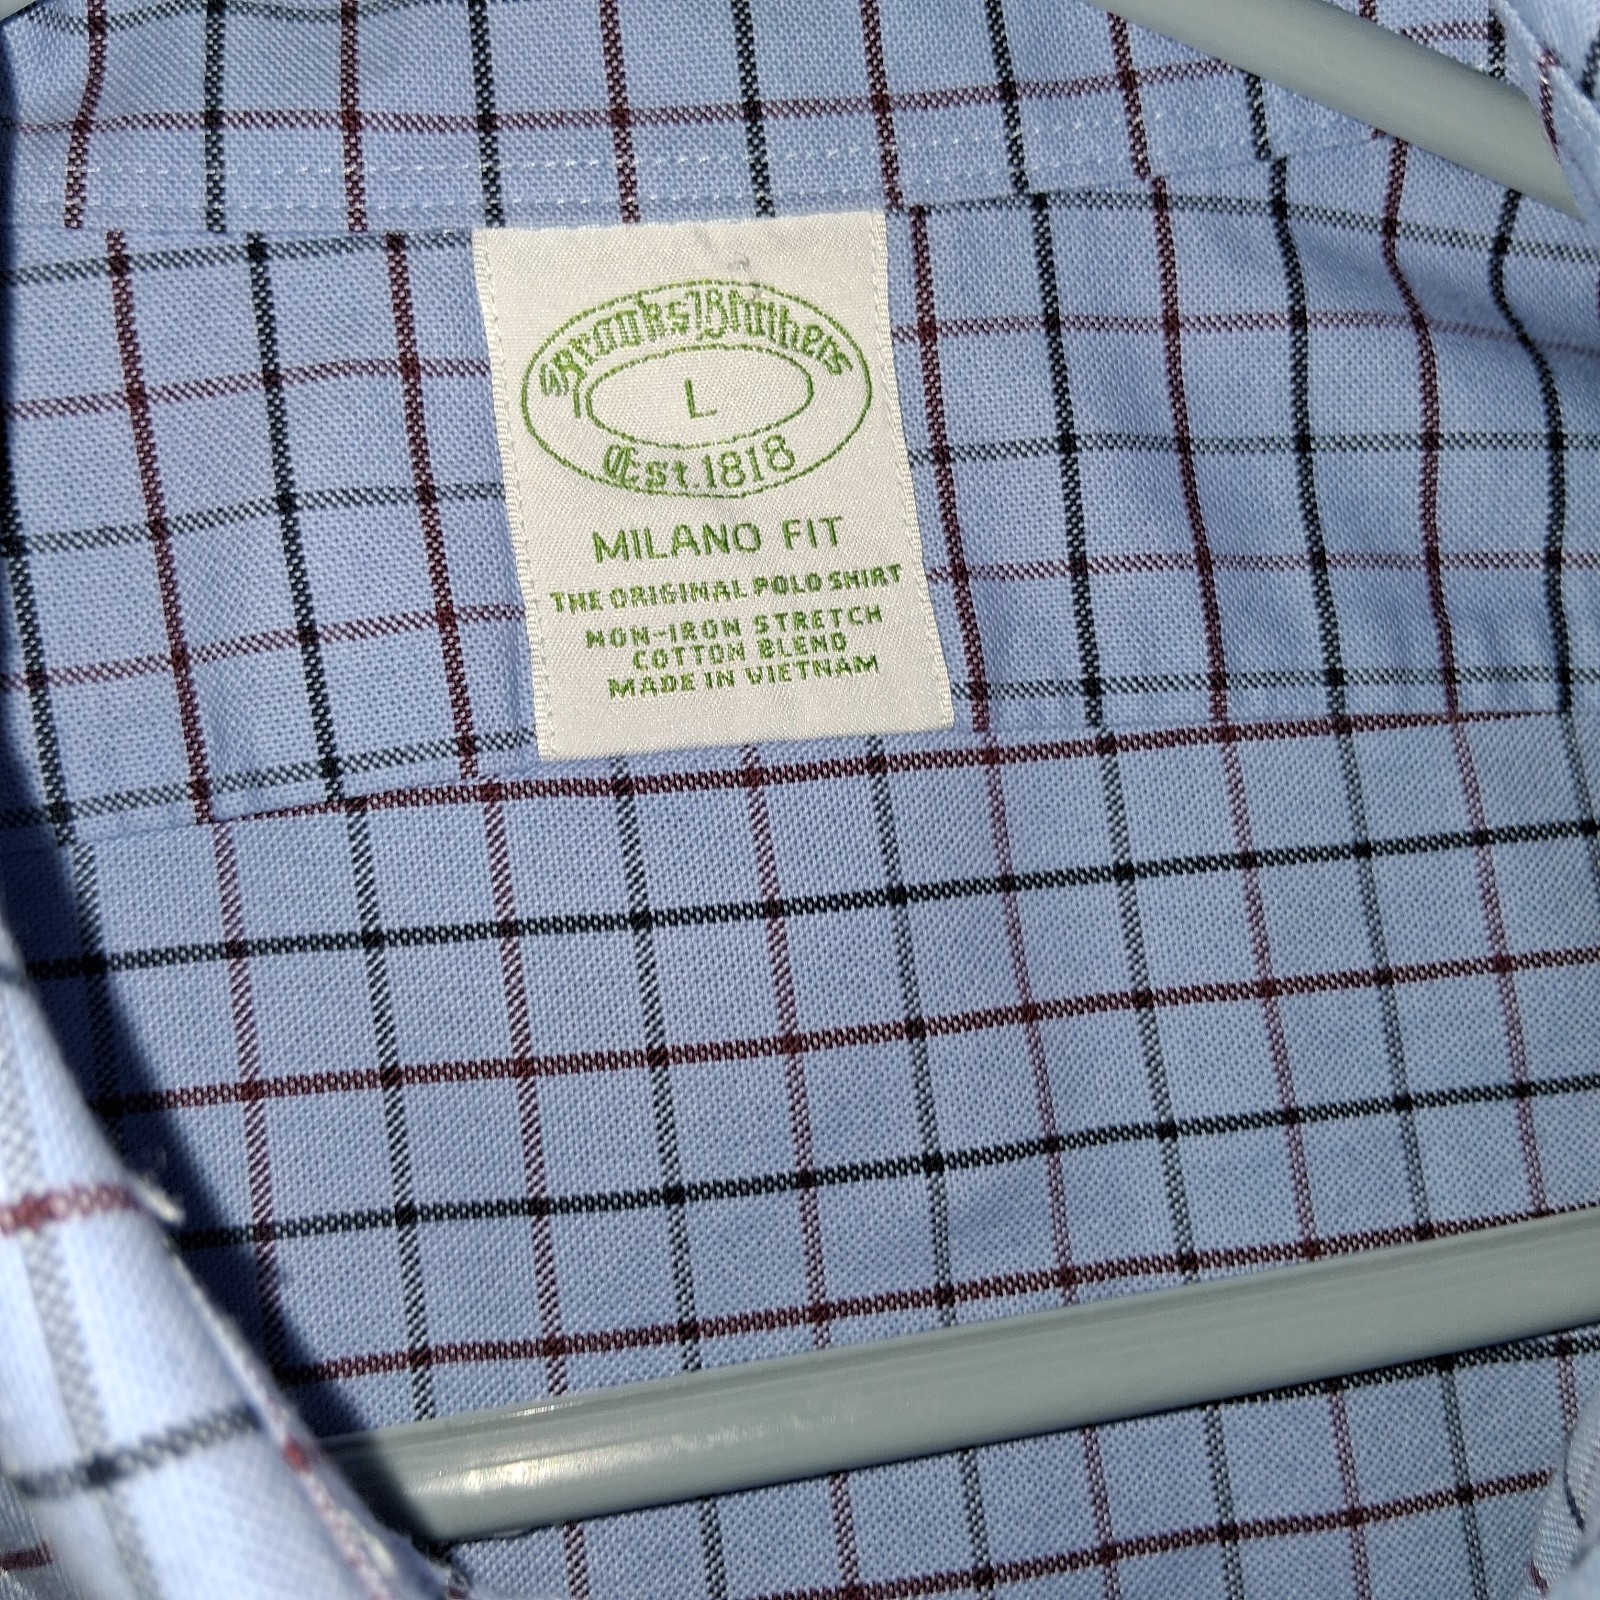 Brooks Brothers
L
Est. 1818
MILANO FIT
THE ORIGINAL POLO SHIRT
NON-IRON STRETCH
COTTON BLEND
MADE IN VIETNAM